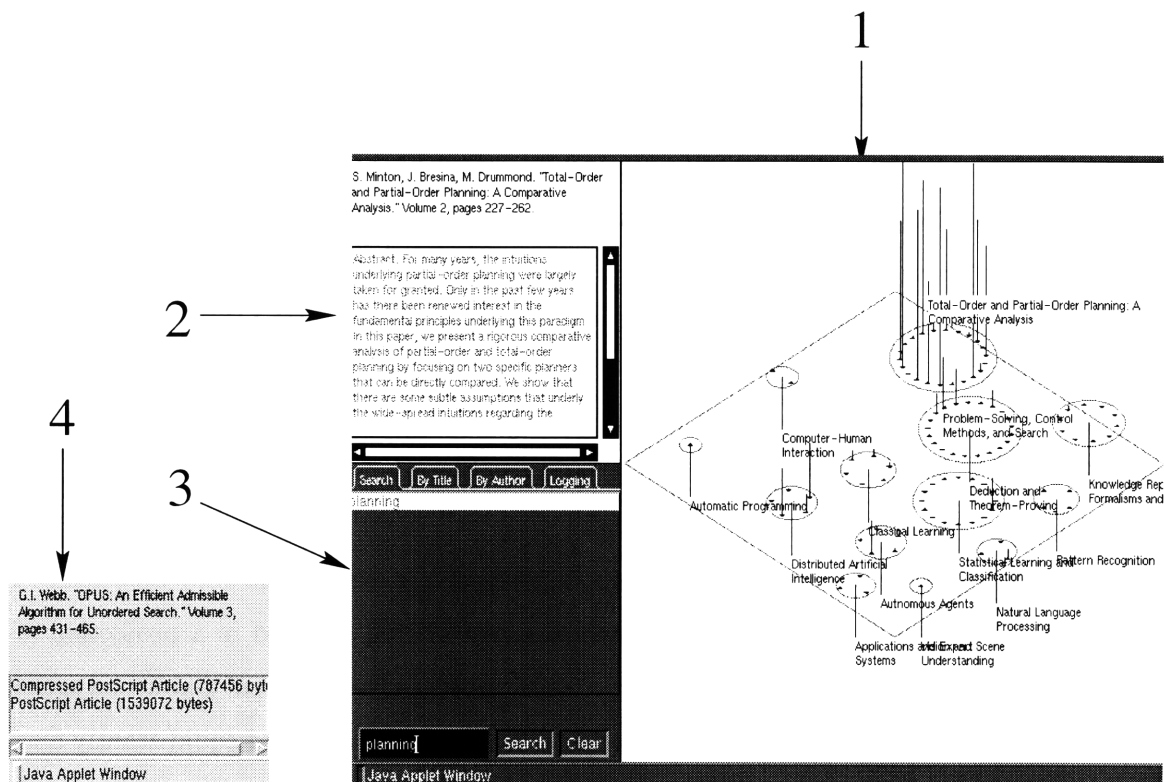 1
S. Minton, J. Bresina, M. Drummond. "Total-Order
and Partial-Order Planning: A Comparative
Analysis." Volume 2, pages 227-262.
2
Abstract: For many years, the intuitions
underlying partial-order planning were largely
taken for granted. Only in the past few years
has there been renewed interest in the
fundamental principles underlying this paradigm
In this paper, we present a rigorous comparative
analysis of partial-order and total-order
planning by focusing on two specific planners
that can be directly compared. We show that
there are some subtle assumptions that underly
the wide-spread intuitions regarding the
Search
By Title
By Author
Logging
3
planning
planning
Search
Clear
Java Applet Window
4
G.I. Webb. "OPUS: An Efficient Admissible
Algorithm for Unordered Search." Volume 3,
pages 431-465.
Compressed PostScript Article (787456 byt
PostScript Article (1539072 bytes)
Java Applet Window
Total-Order and Partial-Order Planning: A
Comparative Analysis
Problem-Solving, Control
Methods, and Search
Computer-Human
Interaction
Knowledge Rep
Formalisms and
Deduction and
Theorem-Proving
Automatic Programming
Classical Learning
Distributed Artificial
Intelligence
Statistical Learning and
Classification
Pattern Recognition
Autnomous Agents
Natural Language
Processing
Applications and Expert
Systems
Scene
Understanding